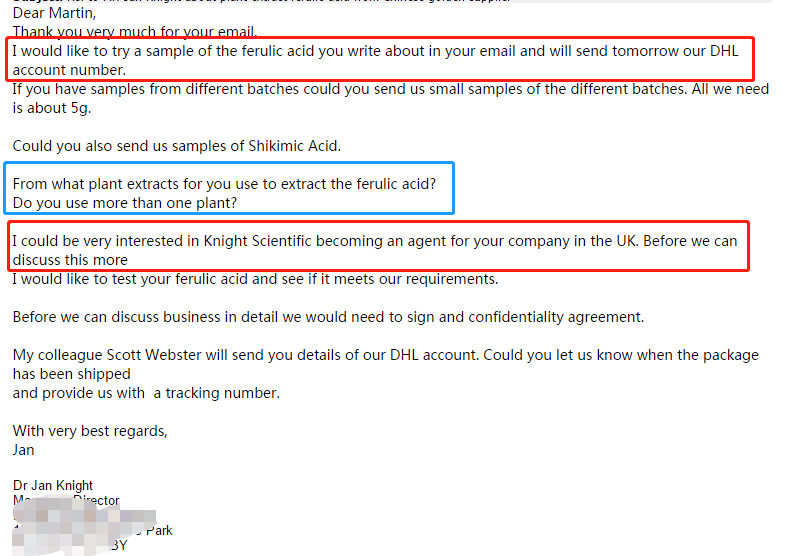 Dear Martin,
Thank you very much for your email.
I would like to try a sample of the ferulic acid you write about in your email and will send tomorrow our DHL
account number.
If you have samples from different batches could you send us small samples of the different batches. All we need
is about 5g.
Could you also send us samples of Shikimic Acid.
From what plant extracts for you use to extract the ferulic acid?
Do you use more than one plant?
I could be very interested in Knight Scientific becoming an agent for your company in the UK. Before we can
discuss this more
I would like to test your ferulic acid and see if it meets our requirements.
Before we can discuss business in detail we would need to sign and confidentiality agreement.
My colleague Scott Webster will send you details of our DHL account. Could you let us know when the package
has been shipped
and provide us with a tracking number.
With very best regards,
Jan
Dr Jan Knight
Director
Park
BY